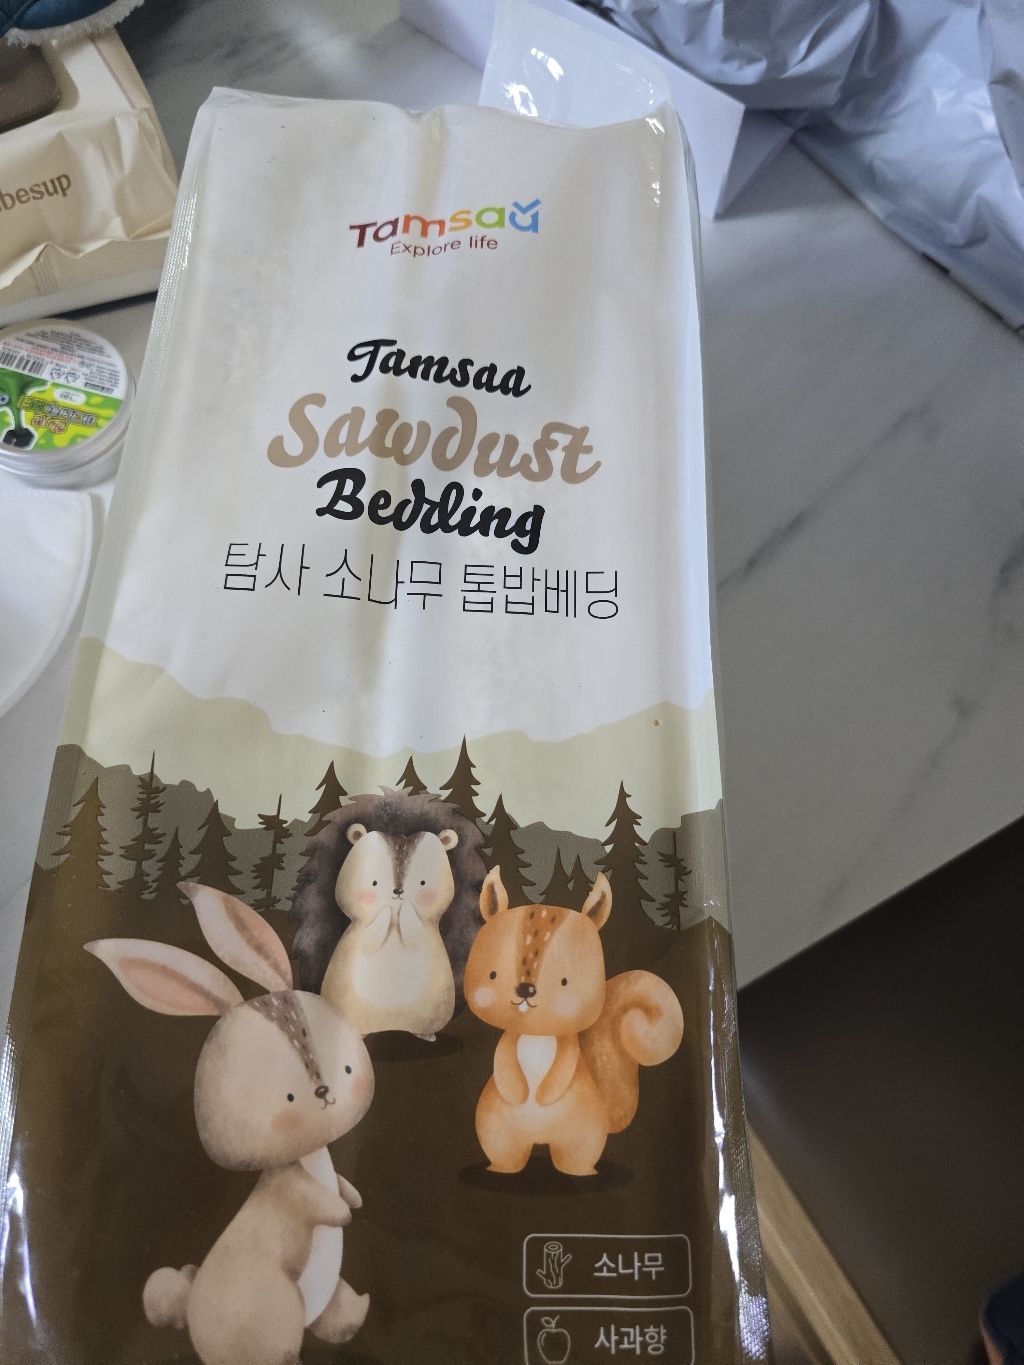 Tamsaa
Explore life
Tamsaa
Sawdust
Bedding
탐사 소나무 톱밥베딩
소나무
사과향
besup